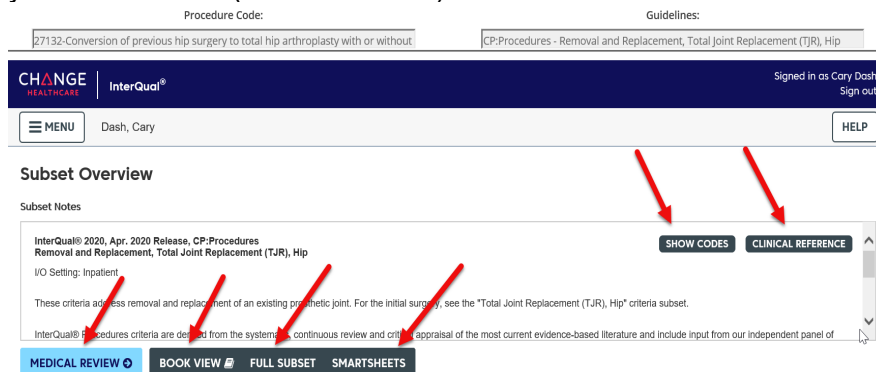 Procedure Code:
Guidelines:
27132-Conversion of previous hip surgery to total hip arthroplasty with or without
CP:Procedures - Removal and Replacement, Total Joint Replacement (TJR), Hip
CHANGE
HEALTHCARE
InterQual®
Signed in as Cary Dash
Sign out
MENU
Dash, Cary
HELP
Subset Overview
Subset Notes
InterQual® 2020, Apr. 2020 Release, CP:Procedures
Removal and Replacement, Total Joint Replacement (TJR), Hip
SHOW CODES
CLINICAL REFERENCE
I/O Setting: Inpatient
These criteria address removal and replacement of an existing prosthetic joint. For the initial surgery, see the "Total Joint Replacement (TJR), Hip" criteria subset.
InterQual® Procedures criteria are derived from the systematic, continuous review and critical appraisal of the most current evidence-based literature and include input from our independent panel of
MEDICAL REVIEW
BOOK VIEW
FULL SUBSET
SMARTSHEETS